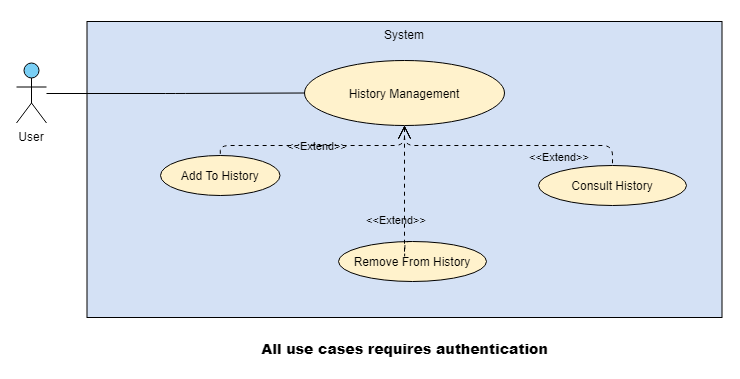 System
History Management
User
<<Extend>>
<<Extend>>
Add To History
Consult History
<<Extend>>
Remove From History
All use cases requires authentication